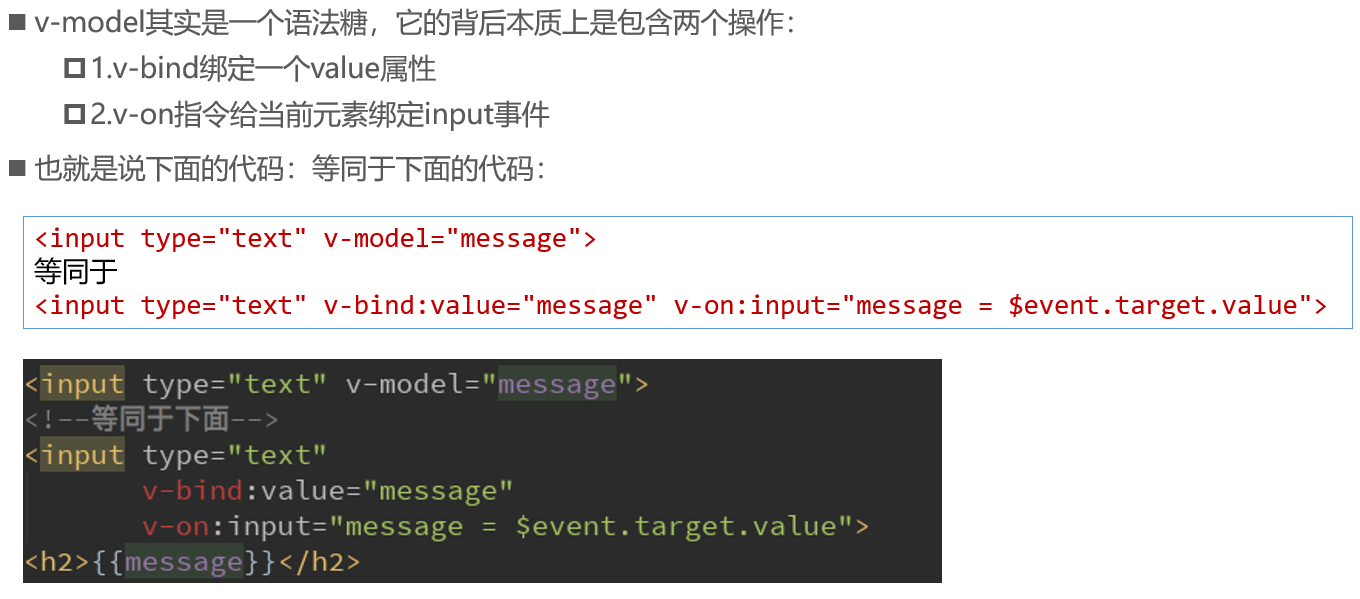 v-model其实是一个语法糖，它的背后本质上是包含两个操作：
1.v-bind绑定一个value属性
2.v-on指令给当前元素绑定input事件
也就是说下面的代码：等同于下面的代码：
<input type="text" v-model="message">
等同于
<input type="text" v-bind:value="message" v-on:input="message = $event.target.value">
<input type="text" v-model="message">
<!--等同于下面-->
<input type="text"
v-bind:value="message"
v-on:input="message = $event.target.value">
<h2>{{message}}</h2>